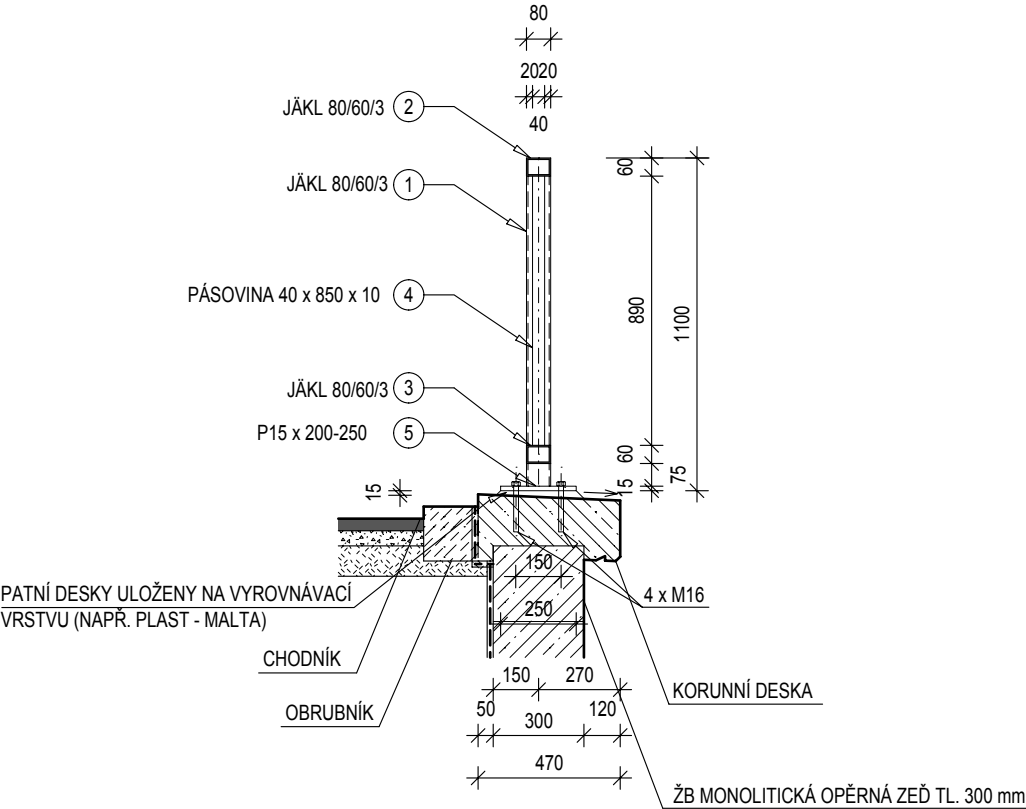 80
2020
40
JÄKL 80/60/3 2
JÄKL 80/60/3 1
PÁSOVINA 40 x 850 x 10 4
JÄKL 80/60/3 3
P15 x 200-250 5
60
890
1100
60
75
15
15
PATNÍ DESKY ULOŽENY NA VYROVNÁVACÍ
VRSTVU (NAPŘ. PLAST - MALTA)
150
4 x M16
250
CHODNÍK
150
270
KORUNNÍ DESKA
OBRUBNÍK
50
300
120
470
ŽB MONOLITICKÁ OPĚRNÁ ZEĎ TL. 300 mm